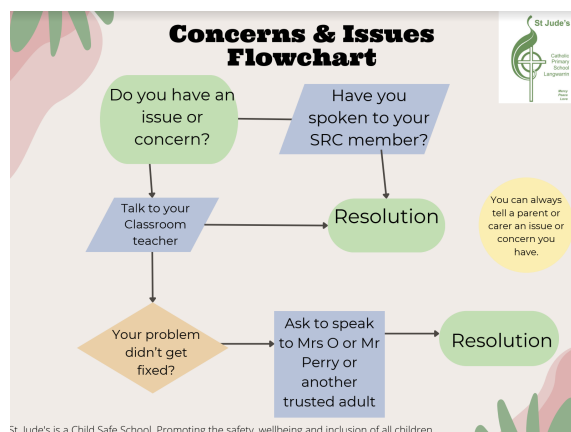 Concerns & Issues
Flowchart
St Jude's
Catholic
Primary
School
Langwarrin
Mercy
Peace
Love
Do you have an
issue or
concern?
Have you
spoken to your
SRC member?
Talk to your
Classroom
teacher
Resolution
You can always
tell a parent or
carer an issue or
concern you
have.
Your problem
didn't get
fixed?
Ask to speak
to Mrs O or Mr
Perry or
another
trusted adult
Resolution
St. Jude's is a Child Safe School. Promoting the safety, wellbeing and inclusion of all children.